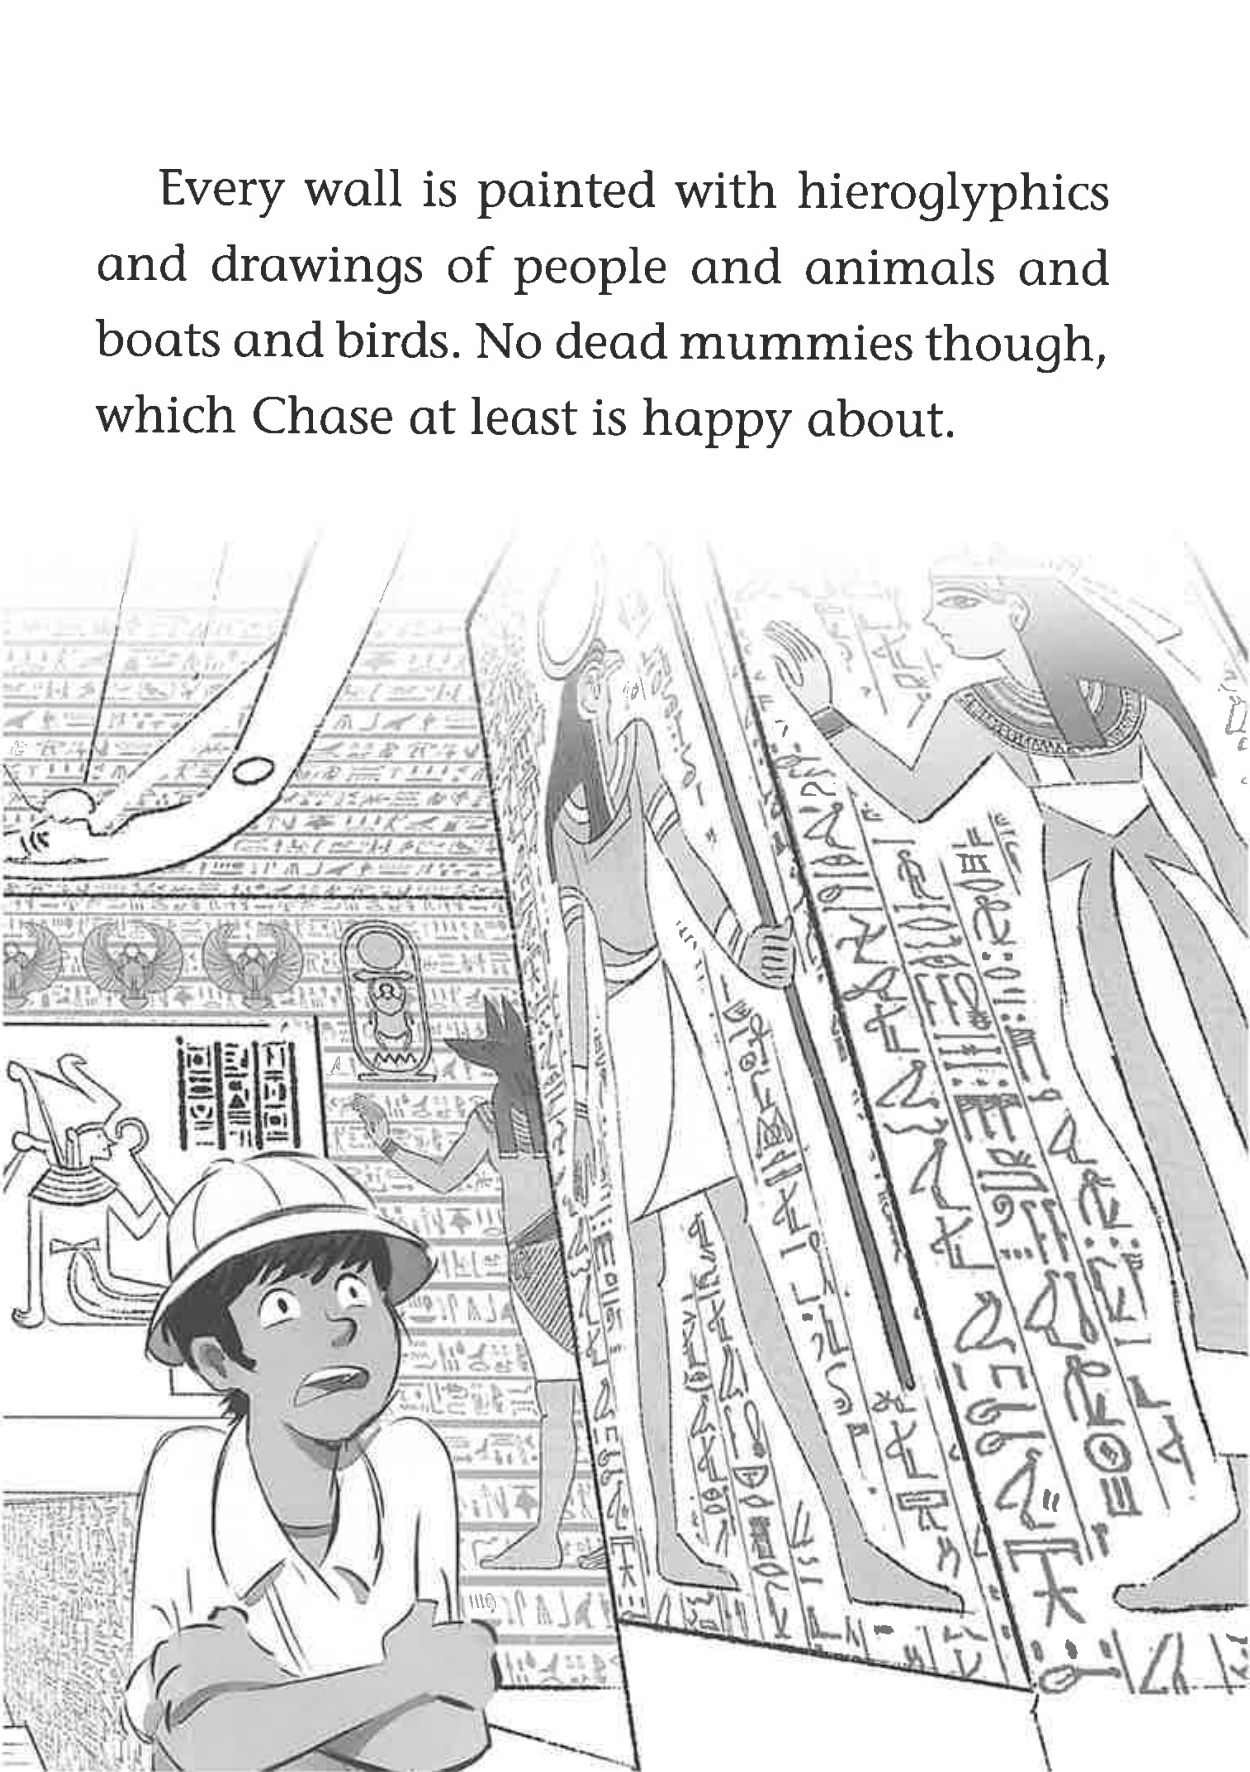 Every wall is painted with hieroglyphics
and drawings of people and animals and
boats and birds. No dead mummies though,
which Chase at least is happy about.